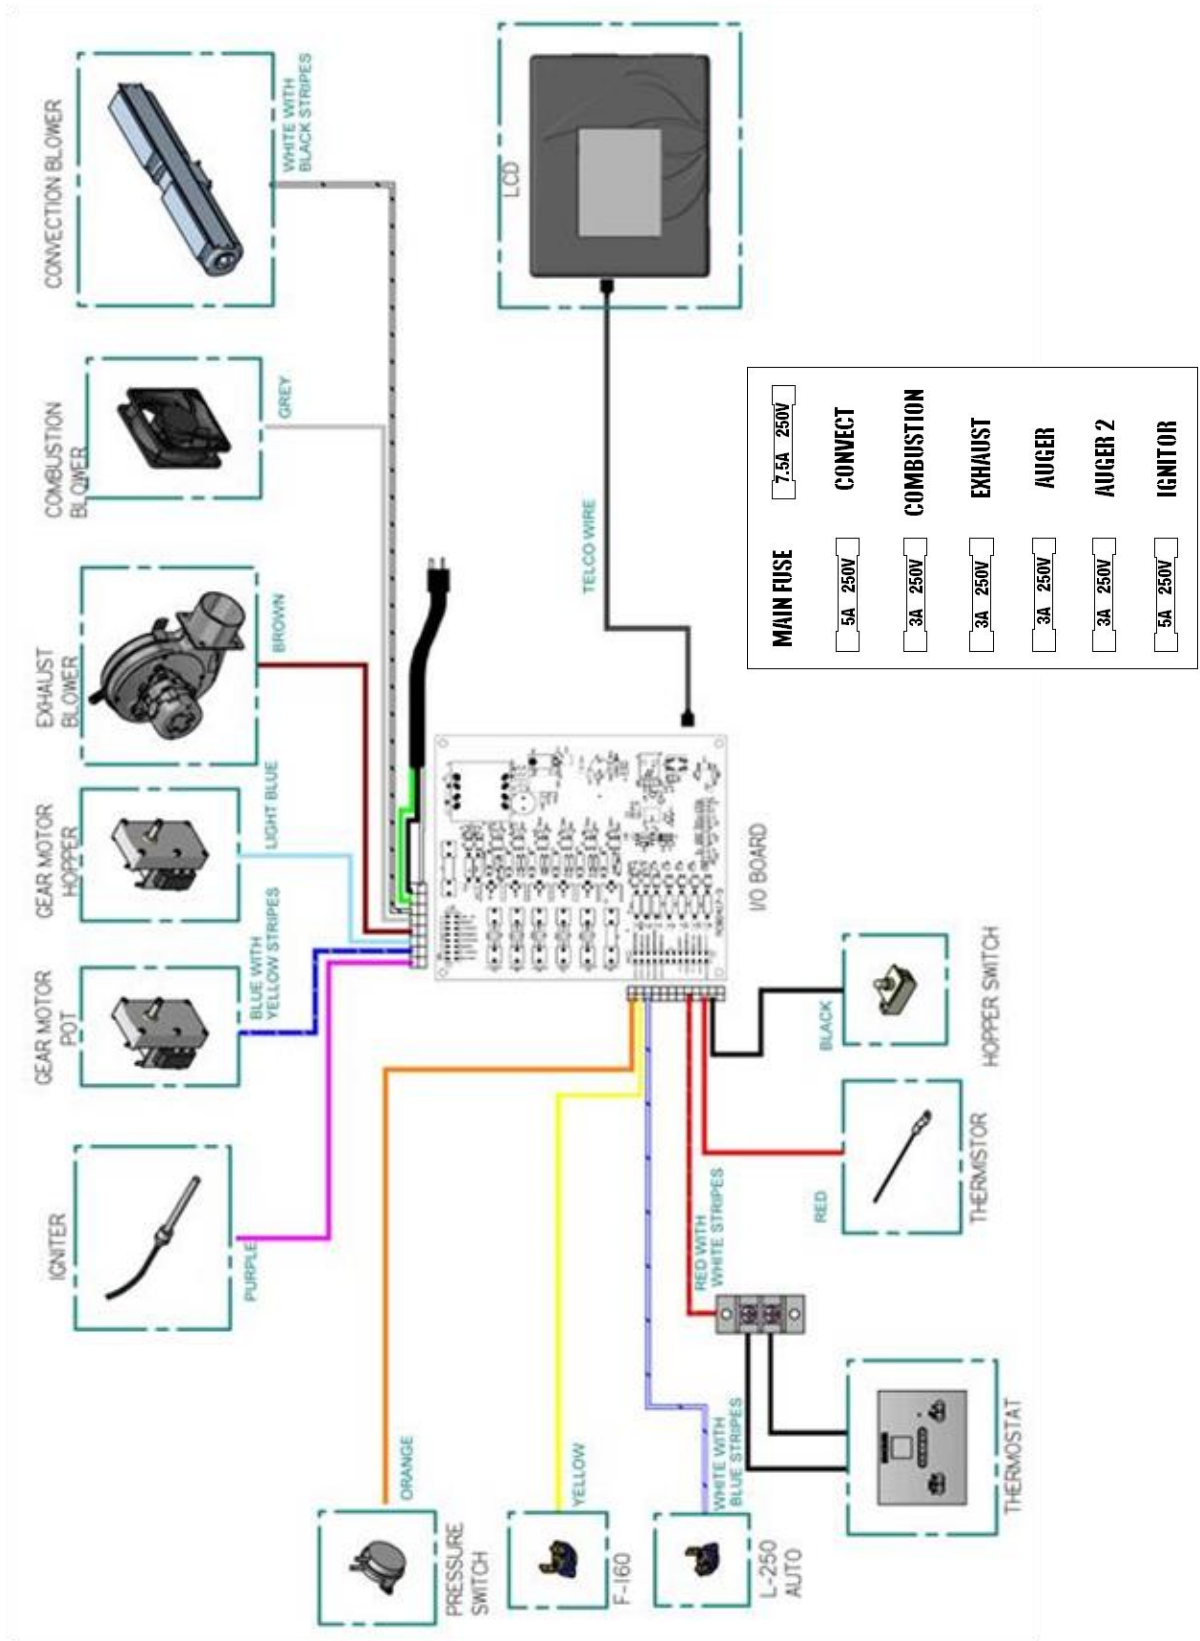 CONVECTION BLOWER
WHITE WITH
BLACK STRIPES
COMBUSTION
BLOWER
GREY
EXHAUST
BLOWER
BROWN
GEAR MOTOR
HOPPER
LIGHT BLUE
GEAR MOTOR
POT
BLUE WITH
YELLOW STRIPES
IGNITER
PURPLE
LCD
TELCO WIRE
I/O BOARD
PRESSURE
SWITCH
ORANGE
F-160
YELLOW
L-250
AUTO
WHITE WITH
BLUE STRIPES
THERMOSTAT
RED WITH
WHITE STRIPES
THERMISTOR
RED
HOPPER SWITCH
BLACK
MAIN FUSE 7.5A 250V
5A 250V CONVECT
3A 250V COMBUSTION
3A 250V EXHAUST
3A 250V AUGER
3A 250V AUGER 2
5A 250V IGNITOR